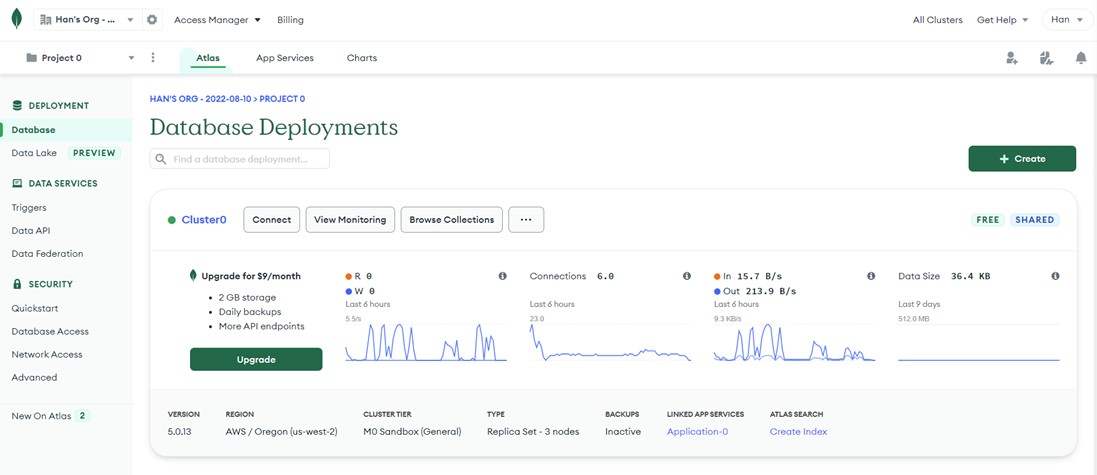 Han's Org - ...
Access Manager
Billing
All Clusters
Get Help
Han
Project 0
Atlas
App Services
Charts
DEPLOYMENT
Database
Data Lake PREVIEW
DATA SERVICES
Triggers
Data API
Data Federation
SECURITY
Quickstart
Database Access
Network Access
Advanced
New On Atlas 2
HAN'S ORG - 2022-08-10 > PROJECT 0
Database Deployments
Find a database deployment...
+ Create
Cluster0
Connect
View Monitoring
Browse Collections
...
FREE
SHARED
Upgrade for $9/month
• 2 GB storage
• Daily backups
• More API endpoints
Upgrade
R 0
W 0
Last 6 hours
5.5/s
Connections 6.0
Last 6 hours
23.0
In 15.7 B/s
Out 213.9 B/s
Last 6 hours
9.3 KB/s
Data Size 36.4 KB
Last 9 days
512.0 MB
VERSION
5.0.13
REGION
AWS / Oregon (us-west-2)
CLUSTER TIER
M0 Sandbox (General)
TYPE
Replica Set - 3 nodes
BACKUPS
Inactive
LINKED APP SERVICES
Application-0
ATLAS SEARCH
Create Index